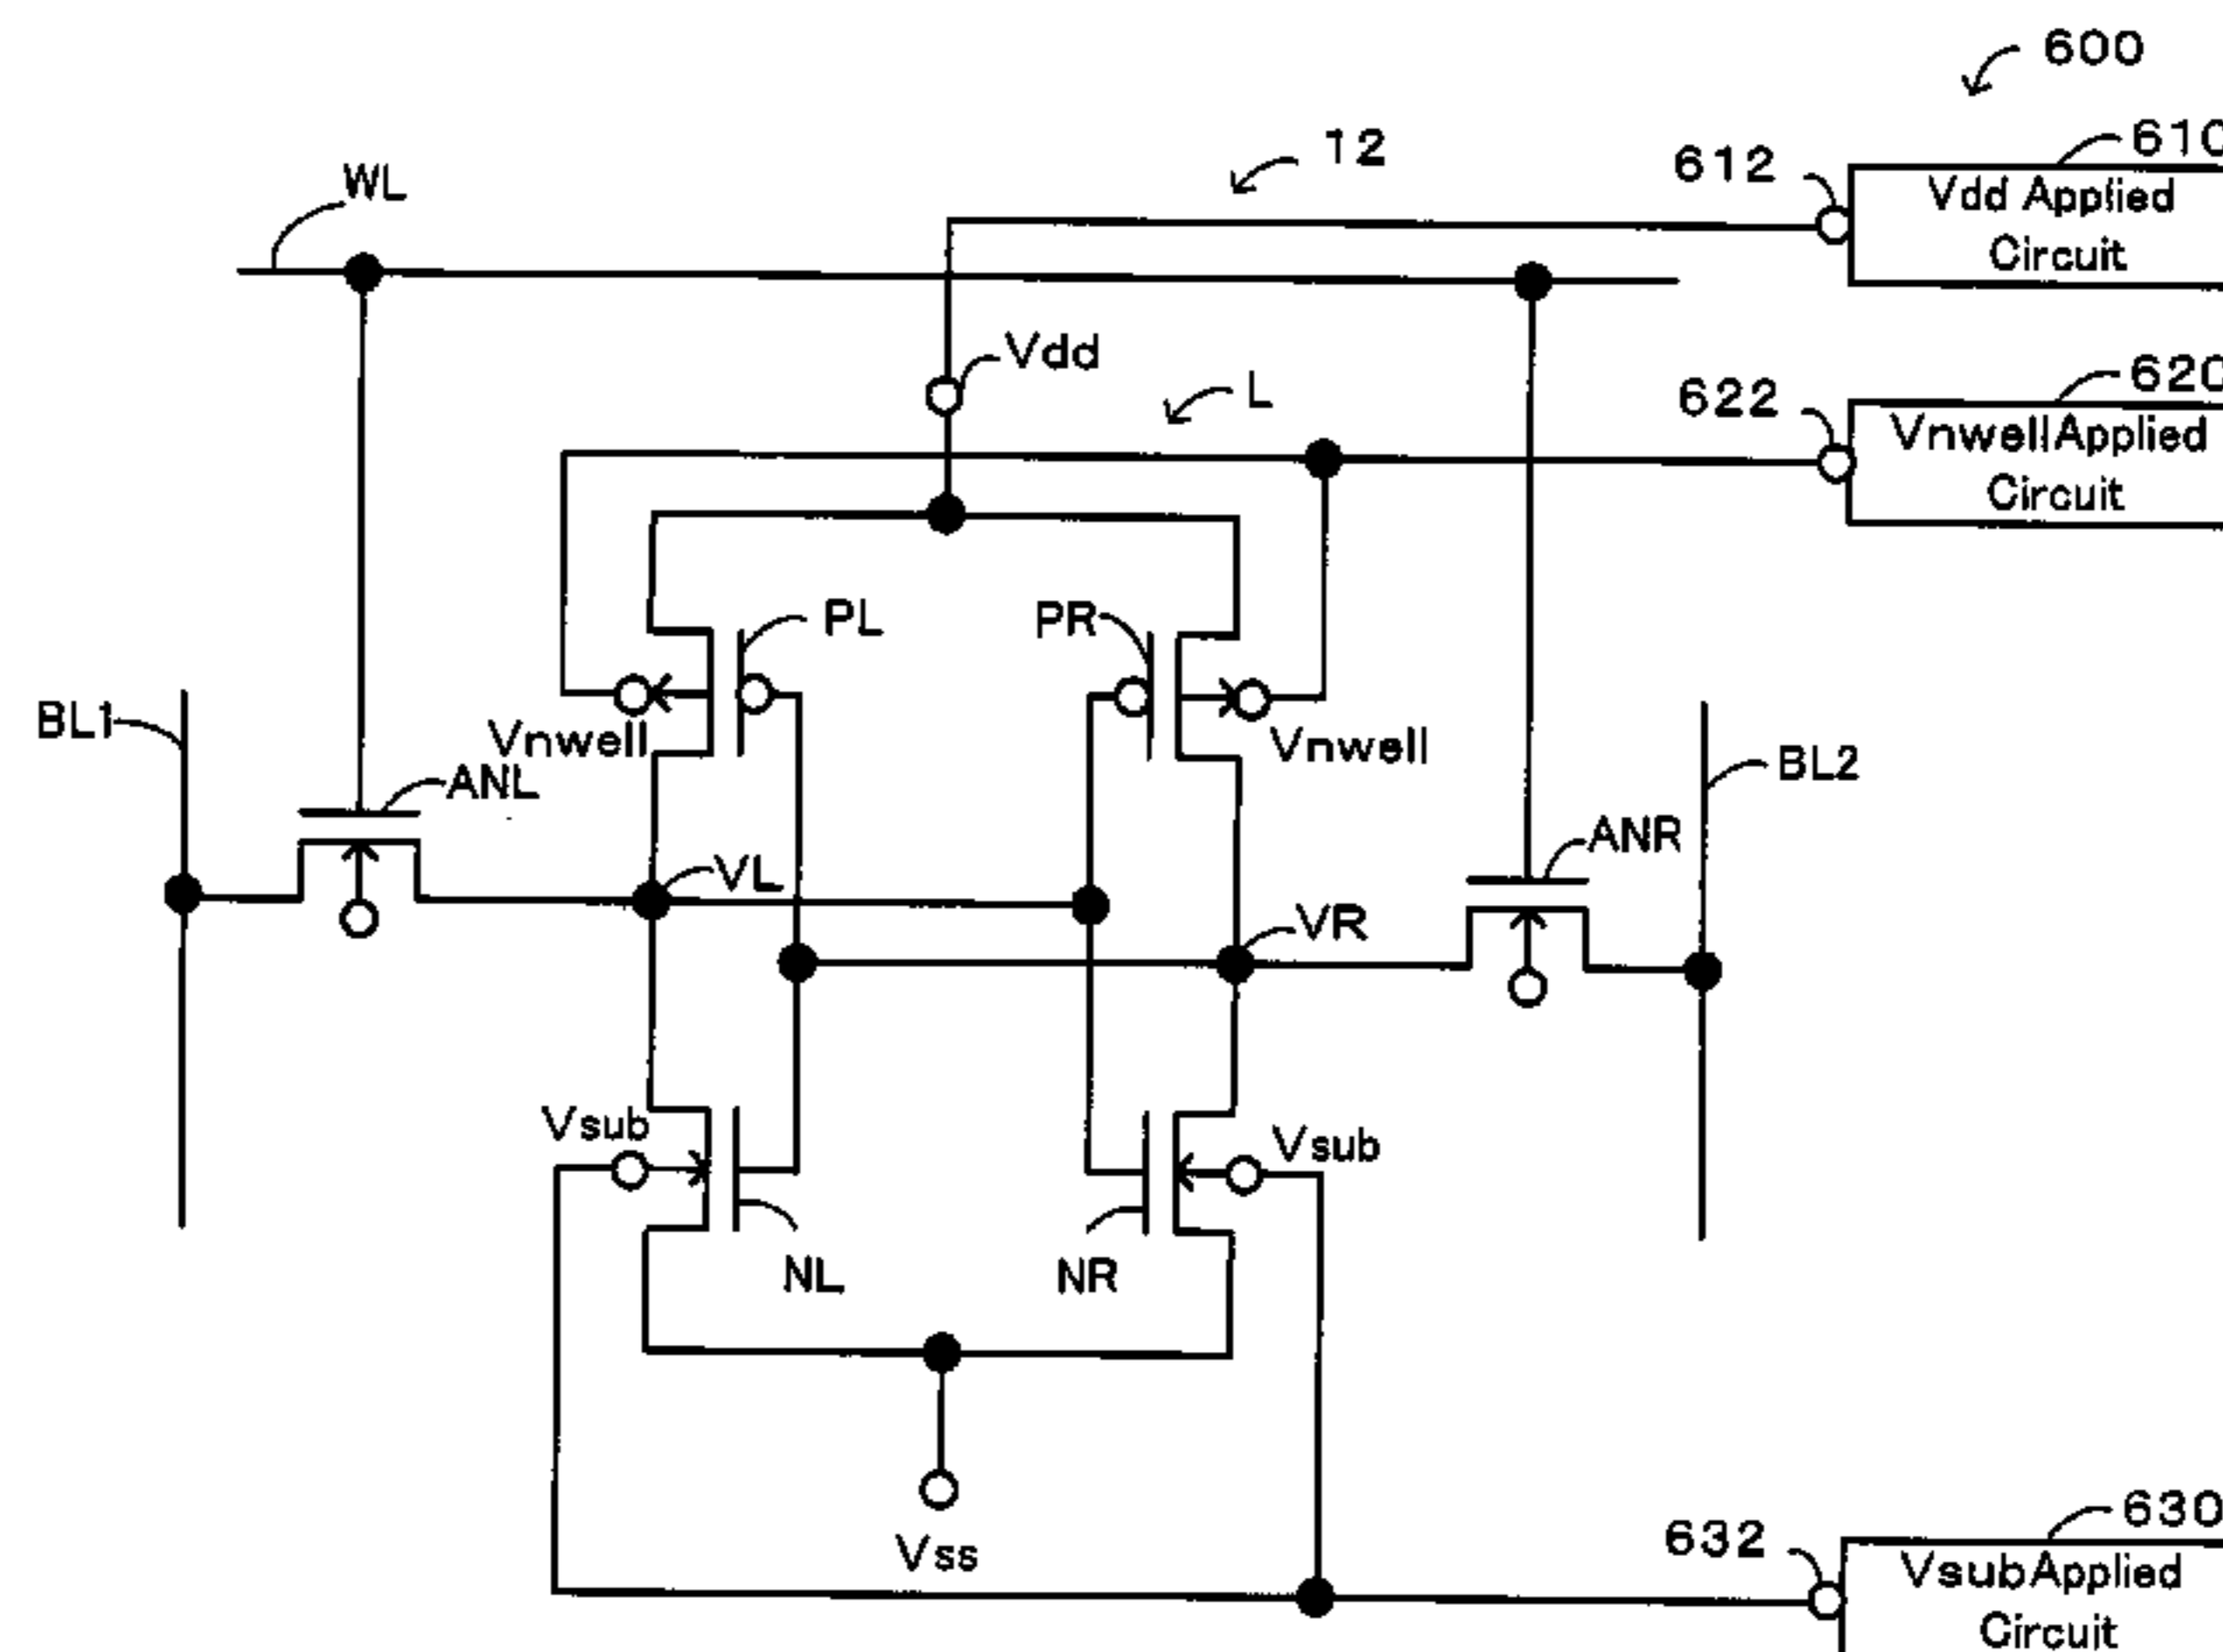 600
610
12
612
Vdd Applied
Circuit
WL
Vdd
L
620
622
Vnwell Applied
Circuit
PL
PR
Vnwell
Vnwell
BL1
BL2
ANL
ANR
VL
VR
Vsub
Vsub
NL
NR
Vss
630
632
Vsub Applied
Circuit